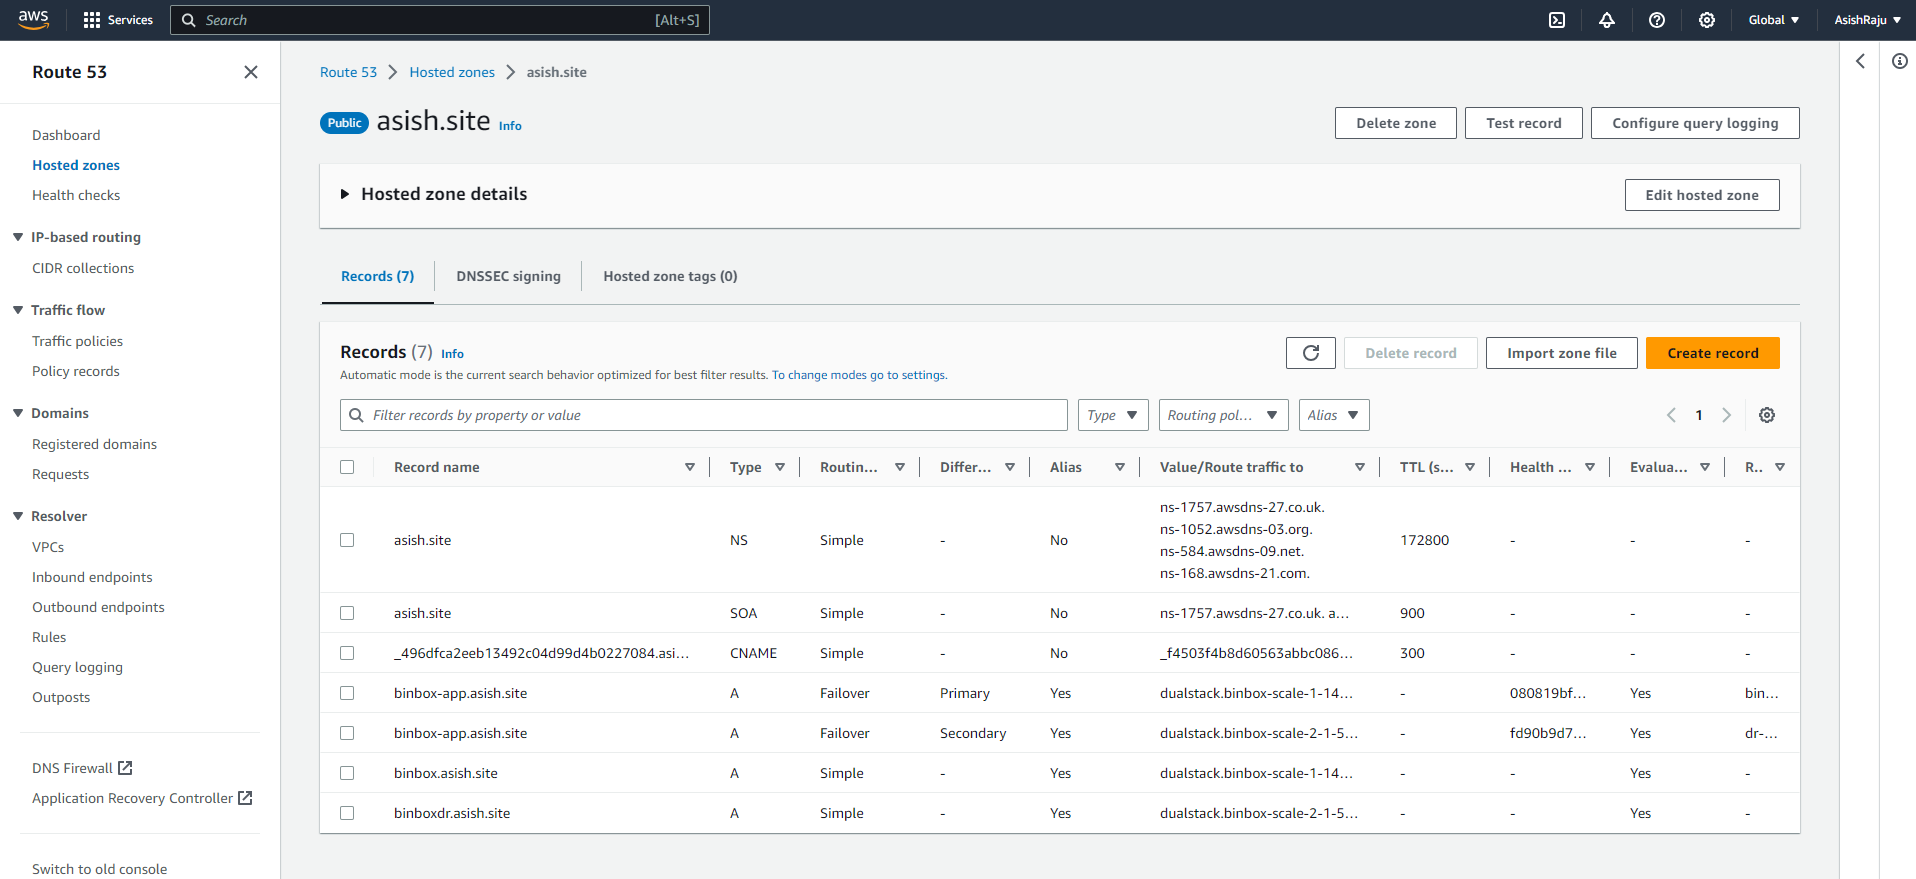 aws Services Search [Alt+S] Global AsishRaju
Route 53
Dashboard
Hosted zones
Health checks
IP-based routing
CIDR collections
Traffic flow
Traffic policies
Policy records
Domains
Registered domains
Requests
Resolver
VPCs
Inbound endpoints
Outbound endpoints
Rules
Query logging
Outposts
DNS Firewall
Application Recovery Controller
Switch to old console
Route 53 Hosted zones asish.site
Public asish.site Info Delete zone Test record Configure query logging
Hosted zone details Edit hosted zone
Records (7) DNSSEC signing Hosted zone tags (0)
Records (7) Info Delete record Import zone file Create record
Automatic mode is the current search behavior optimized for best filter results. To change modes go to settings.
Filter records by property or value Type Routing pol... Alias 1
Record name Type Routin... Differ... Alias Value/Route traffic to TTL (s... Health ... Evalua... R..
asish.site NS Simple - No ns-1757.awsdns-27.co.uk. 172800 - - -
ns-1052.awsdns-03.org.
ns-584.awsdns-09.net.
ns-168.awsdns-21.com.
asish.site SOA Simple - No ns-1757.awsdns-27.co.uk. a... 900 - - -
_496dfca2eeb13492c04d99d4b0227084.asi... CNAME Simple - No _f4503f4b8d60563abbc086... 300 - - -
binbox-app.asish.site A Failover Primary Yes dualstack.binbox-scale-1-14... - 080819bf... Yes bin...
binbox-app.asish.site A Failover Secondary Yes dualstack.binbox-scale-2-1-5... - fd90b9d7... Yes dr-...
binbox.asish.site A Simple - Yes dualstack.binbox-scale-1-14... - - Yes -
binboxdr.asish.site A Simple - Yes dualstack.binbox-scale-2-1-5... - - Yes -